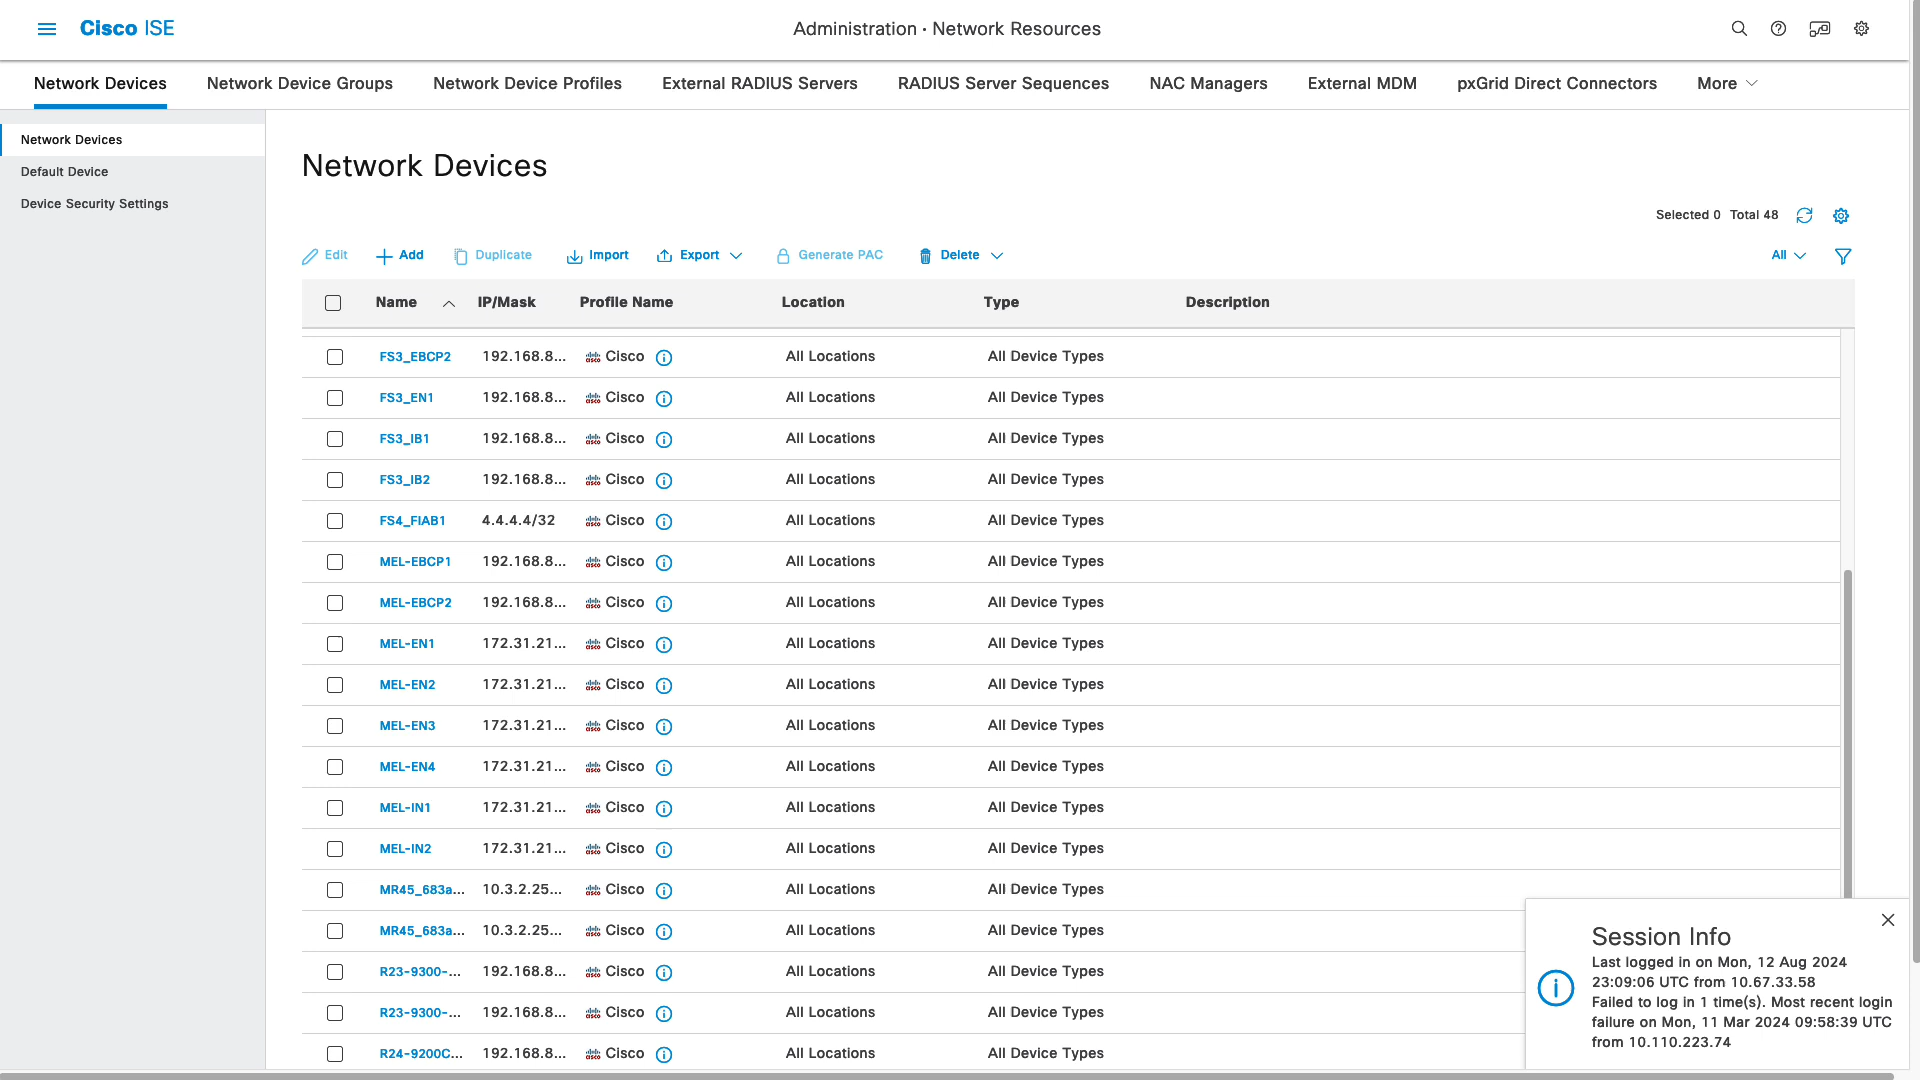 Cisco ISE
Administration · Network Resources
Network Devices Network Device Groups Network Device Profiles External RADIUS Servers RADIUS Server Sequences NAC Managers External MDM pxGrid Direct Connectors More
Network Devices
Default Device
Device Security Settings
Network Devices
Selected 0 Total 48
Edit Add Duplicate Import Export Generate PAC Delete All
Name IP/Mask Profile Name Location Type Description
FS3_EBCP2 192.168.8... Cisco All Locations All Device Types
FS3_EN1 192.168.8... Cisco All Locations All Device Types
FS3_IB1 192.168.8... Cisco All Locations All Device Types
FS3_IB2 192.168.8... Cisco All Locations All Device Types
FS4_FIAB1 4.4.4.4/32 Cisco All Locations All Device Types
MEL-EBCP1 192.168.8... Cisco All Locations All Device Types
MEL-EBCP2 192.168.8... Cisco All Locations All Device Types
MEL-EN1 172.31.21... Cisco All Locations All Device Types
MEL-EN2 172.31.21... Cisco All Locations All Device Types
MEL-EN3 172.31.21... Cisco All Locations All Device Types
MEL-EN4 172.31.21... Cisco All Locations All Device Types
MEL-IN1 172.31.21... Cisco All Locations All Device Types
MEL-IN2 172.31.21... Cisco All Locations All Device Types
MR45_683a... 10.3.2.25... Cisco All Locations All Device Types
MR45_683a... 10.3.2.25... Cisco All Locations All Device Types
R23-9300-... 192.168.8... Cisco All Locations All Device Types
R23-9300-... 192.168.8... Cisco All Locations All Device Types
R24-9200C... 192.168.8... Cisco All Locations All Device Types
Session Info
Last logged in on Mon, 12 Aug 2024
23:09:06 UTC from 10.67.33.58
Failed to log in 1 time(s). Most recent login
failure on Mon, 11 Mar 2024 09:58:39 UTC
from 10.110.223.74